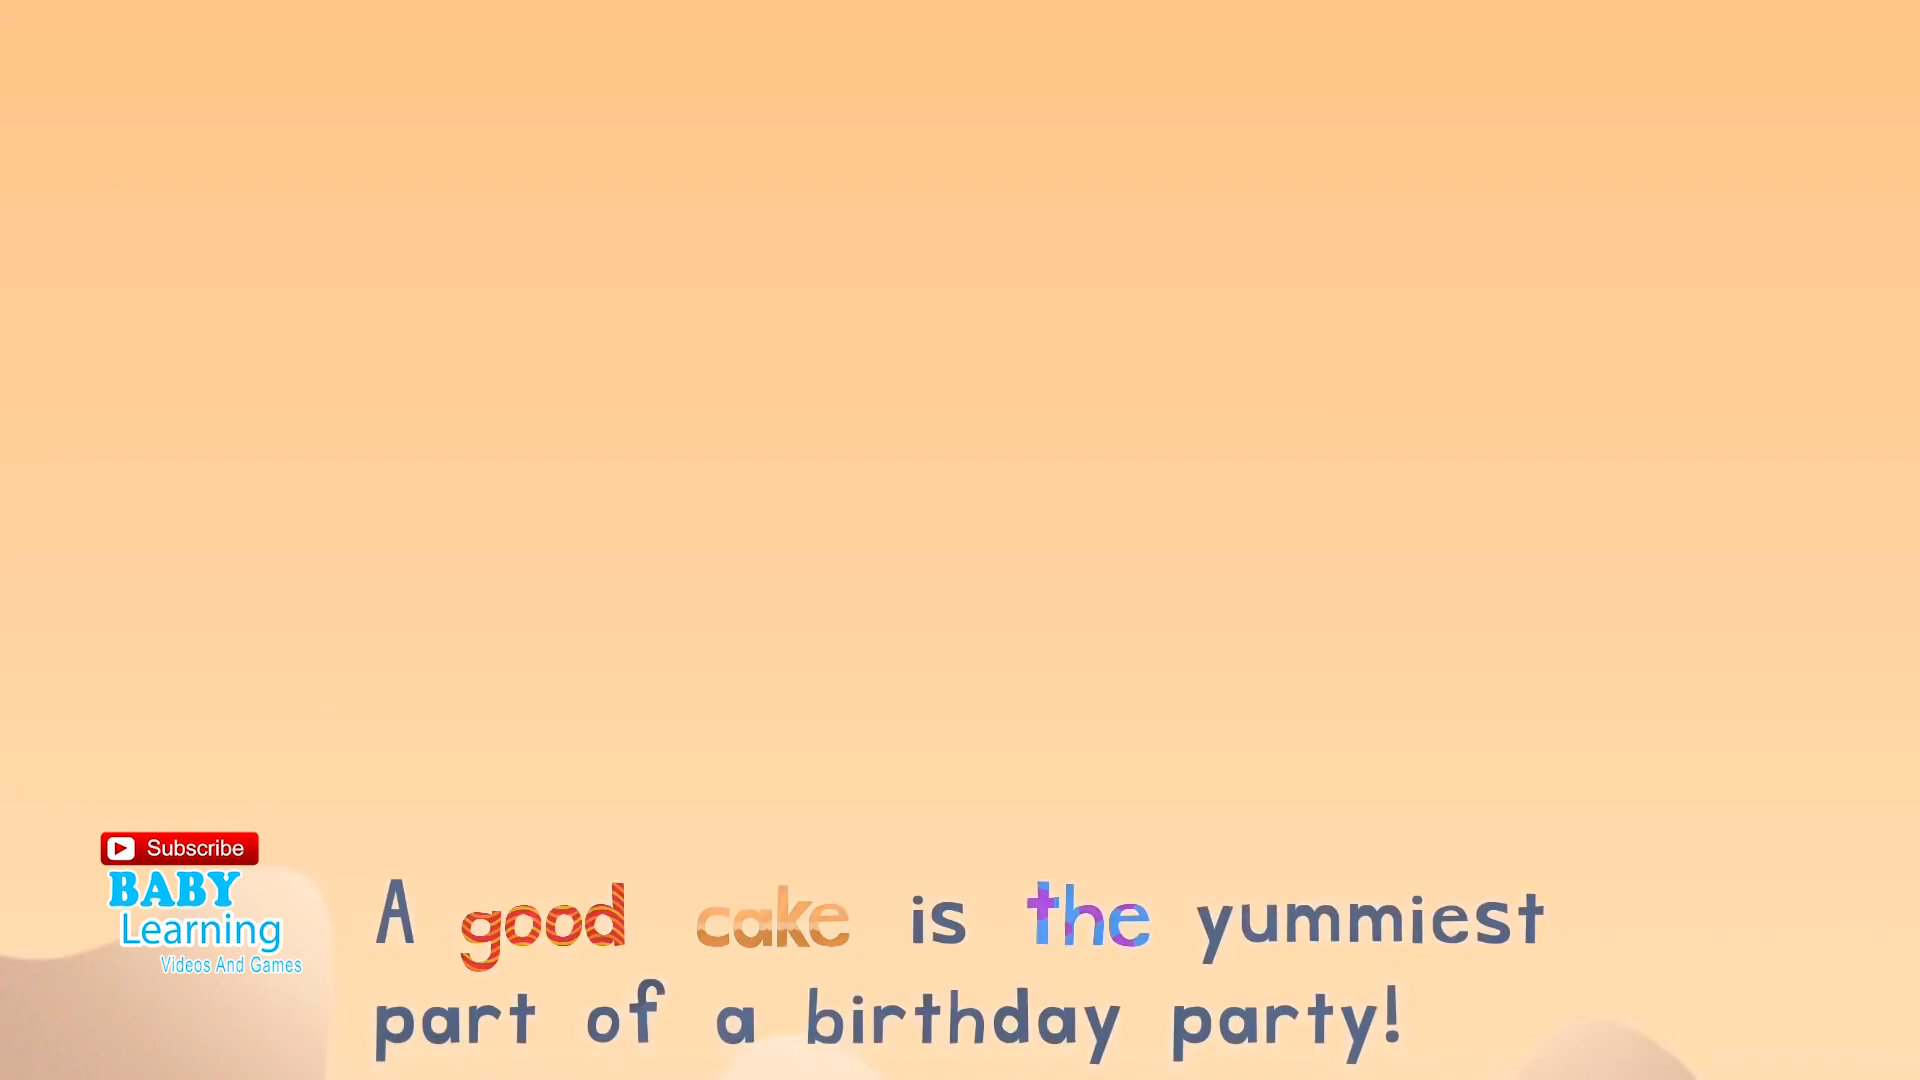 Subscribe
BABY
Learning
Videos And Games
A good cake is the yummiest
part of a birthday party!